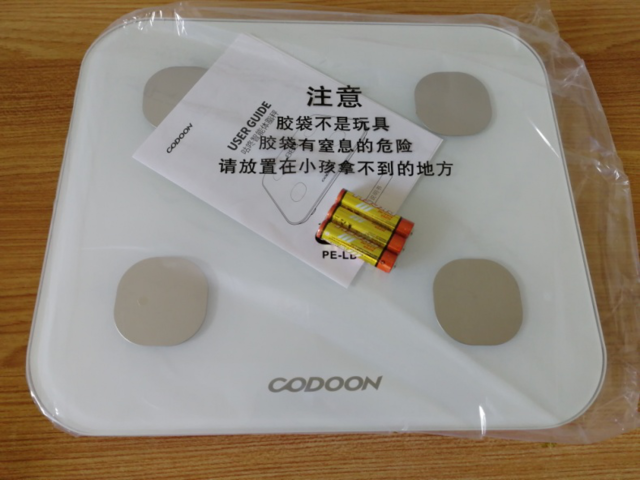 注意
胶袋不是玩具
胶袋有窒息的危险
请放置在小孩拿不到的地方
PE-LD
CODOON
USER GUIDE
CODOON